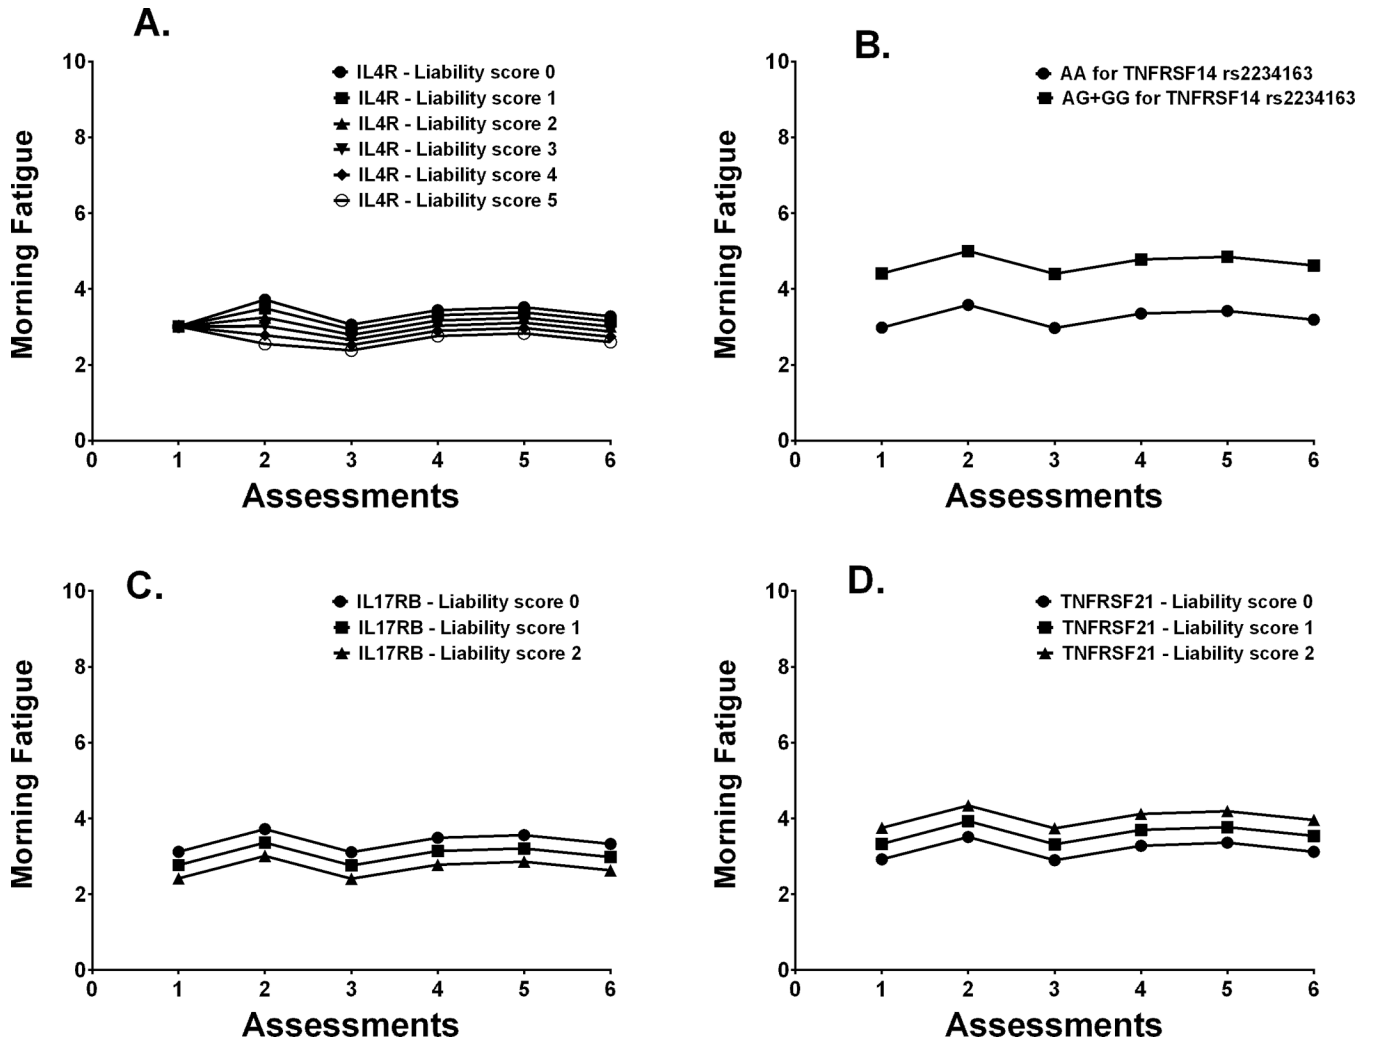 A.
10
8
6
4
2
0
Morning Fatigue
IL4R - Liability score 0
IL4R - Liability score 1
IL4R - Liability score 2
IL4R - Liability score 3
IL4R - Liability score 4
IL4R - Liability score 5
0 1 2 3 4 5 6
Assessments
B.
10
8
6
4
2
0
Morning Fatigue
AA for TNFRSF14 rs2234163
AG+GG for TNFRSF14 rs2234163
0 1 2 3 4 5 6
Assessments
C.
10
8
6
4
2
0
Morning Fatigue
IL17RB - Liability score 0
IL17RB - Liability score 1
IL17RB - Liability score 2
0 1 2 3 4 5 6
Assessments
D.
10
8
6
4
2
0
Morning Fatigue
TNFRSF21 - Liability score 0
TNFRSF21 - Liability score 1
TNFRSF21 - Liability score 2
0 1 2 3 4 5 6
Assessments